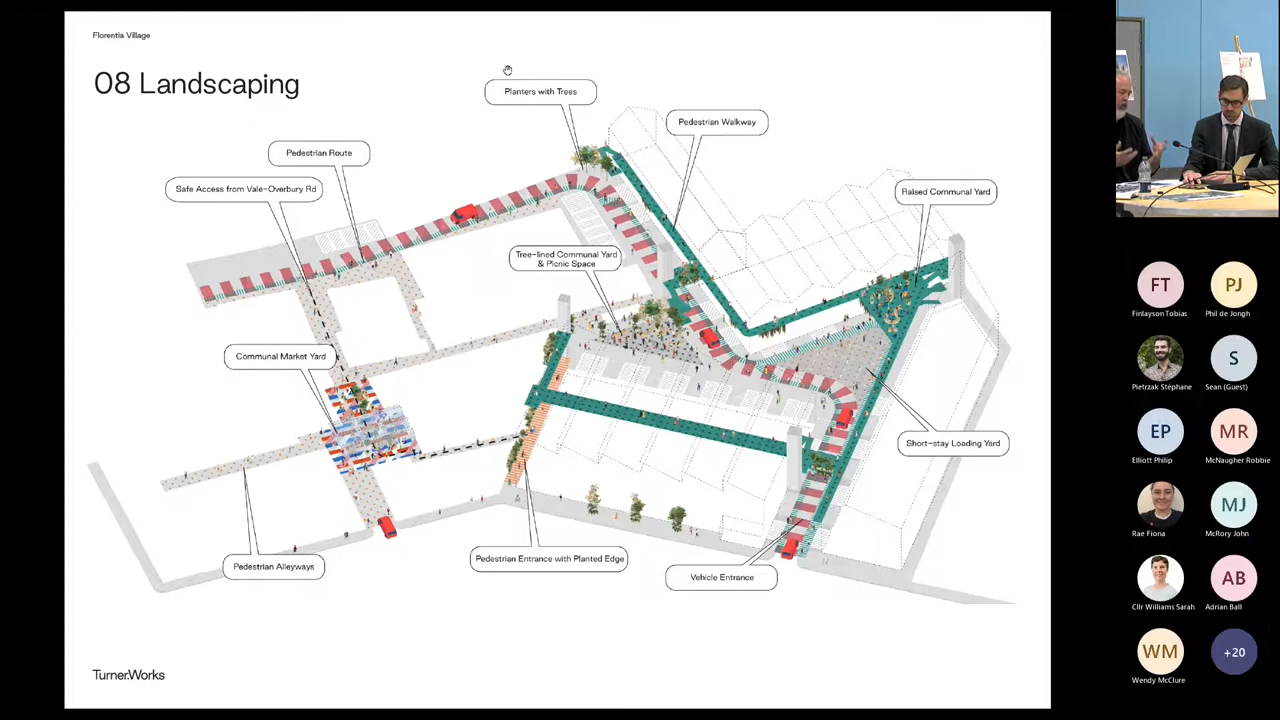 Florentia Village
08 Landscaping
Planters with Trees
Pedestrian Walkway
Pedestrian Route
Safe Access from Vale-Overbury Rd
Raised Communal Yard
Tree-lined Communal Yard
& Picnic Space
Communal Market Yard
Short-stay Loading Yard
Pedestrian Entrance with Planted Edge
Pedestrian Alleyways
Vehicle Entrance
Turner.Works
FT
Finlayson Tobias
PJ
Phil de Jongh
Pietrzak Stéphane
S
Sean (Guest)
EP
Elliott Philip
MR
McNaugher Robbie
Rae Fiona
MJ
McRory John
Cllr Williams Sarah
AB
Adrian Ball
WM
Wendy McClure
+20